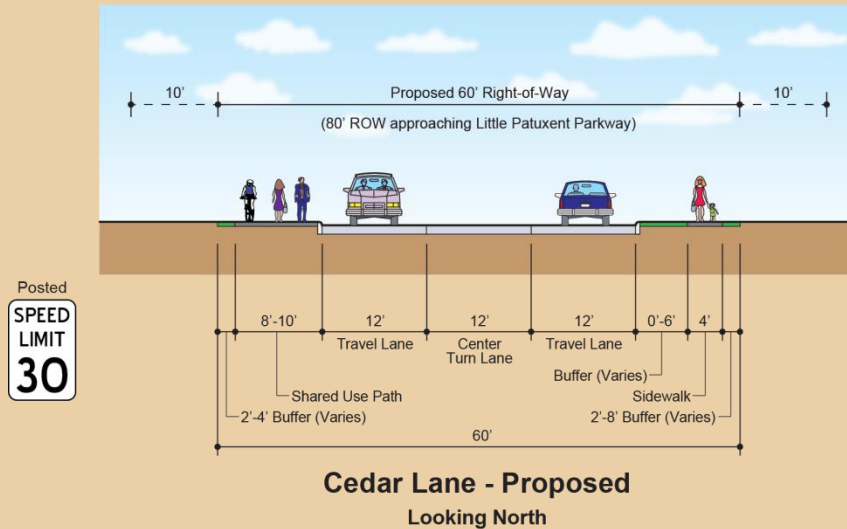 10’
Proposed 60’ Right-of-Way
10’
(80’ ROW approaching Little Patuxent Parkway)
Posted
SPEED
LIMIT
30
8’-10’
12’
12’
12’
0’-6’
4’
Travel Lane
Center
Turn Lane
Travel Lane
Buffer (Varies)
Shared Use Path
Sidewalk
2’-4’ Buffer (Varies)
2’-8’ Buffer (Varies)
60’
Cedar Lane - Proposed
Looking North